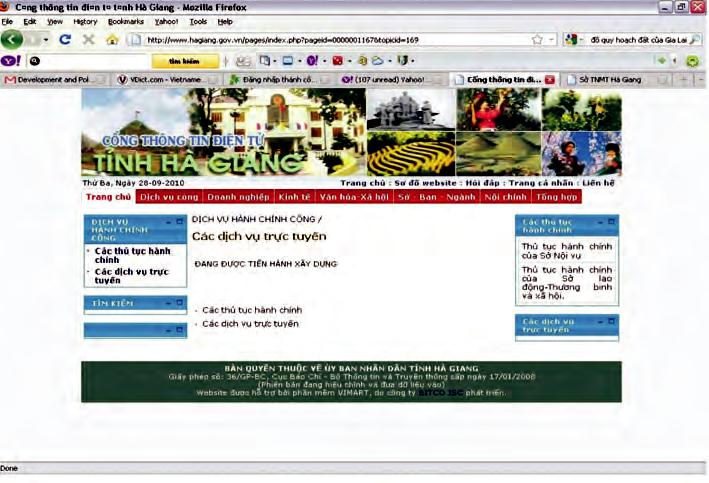 Cổng thông tin điện tử tỉnh Hà Giang - Mozilla Firefox
File Edit View History Bookmarks Yahoo! Tools Help
http://www.hagiang.gov.vn/pages/index.php?pageid=0000001167&topicid=169
đồ quy hoạch đất của Gia Lai
tìm kiếm
Development and Pol...
VDict.com - Vietname...
Đăng nhập thành cô...
(107 unread) Yahoo! ...
Cổng thông tin đi...
Sở TNMT Hà Giang
CỔNG THÔNG TIN ĐIỆN TỬ
TỈNH HÀ GIANG
Thứ Ba, Ngày 28-09-2010
Trang chủ : Sơ đồ website : Hỏi đáp : Trang cá nhân : Liên hệ
Trang chủ Dịch vụ công Doanh nghiệp Kinh tế Văn hóa-Xã hội Sở - Ban - Ngành Nội chính Tổng hợp
DỊCH VỤ HÀNH CHÍNH CÔNG
· Các thủ tục hành chính
· Các dịch vụ trực tuyến
TÌM KIẾM
DỊCH VỤ HÀNH CHÍNH CÔNG /
Các dịch vụ trực tuyến
ĐANG ĐƯỢC TIẾN HÀNH XÂY DỰNG
· Các thủ tục hành chính
· Các dịch vụ trực tuyến
Các thủ tục hành chính
Thủ tục hành chính của Sở Nội vụ
Thủ tục hành chính của Sở lao động-Thương binh và xã hội.
Các dịch vụ trực tuyến
BẢN QUYỀN THUỘC VỀ ỦY BAN NHÂN DÂN TỈNH HÀ GIANG
Giấy phép số: 36/GP-BC, Cục Báo Chí - Bộ Thông tin và Truyền thông cấp ngày 17/01/2008
(Phiên bản đang hiệu chỉnh và đưa dữ liệu vào)
Website được hỗ trợ bởi phần mềm VIMART, do công ty BITCO JSC phát triển.
Done